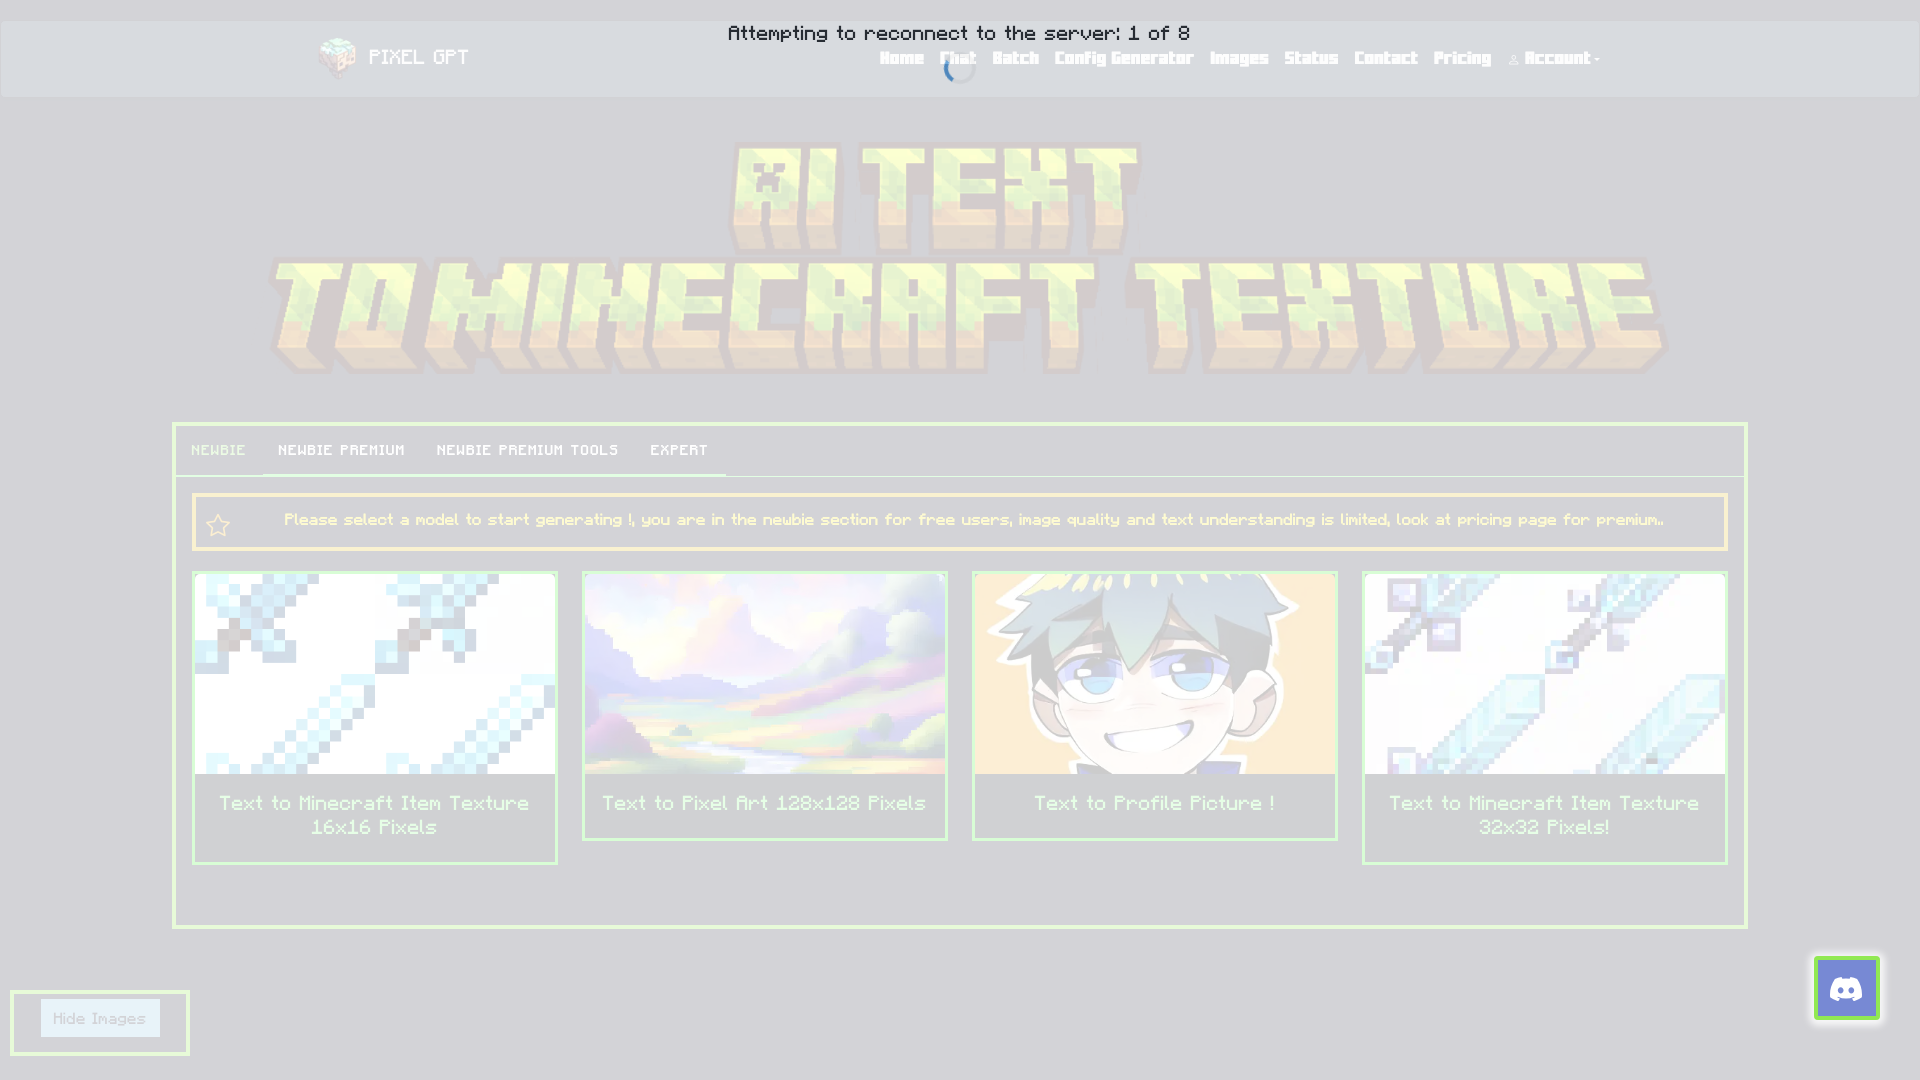 Attempting to reconnect to the server: 1 of 8
PIXEL GPT
Home Chat Batch Config Generator Images Status Contact Pricing Account
AI TEXT
TO MINECRAFT TEXTURE
NEWBIE NEWBIE PREMIUM NEWBIE PREMIUM TOOLS EXPERT
Please select a model to start generating !, you are in the newbie section for free users, image quality and text understanding is limited, look at pricing page for premium..
Text to Minecraft Item Texture
16x16 Pixels
Text to Pixel Art 128x128 Pixels
Text to Profile Picture !
Text to Minecraft Item Texture
32x32 Pixels!
Hide Images